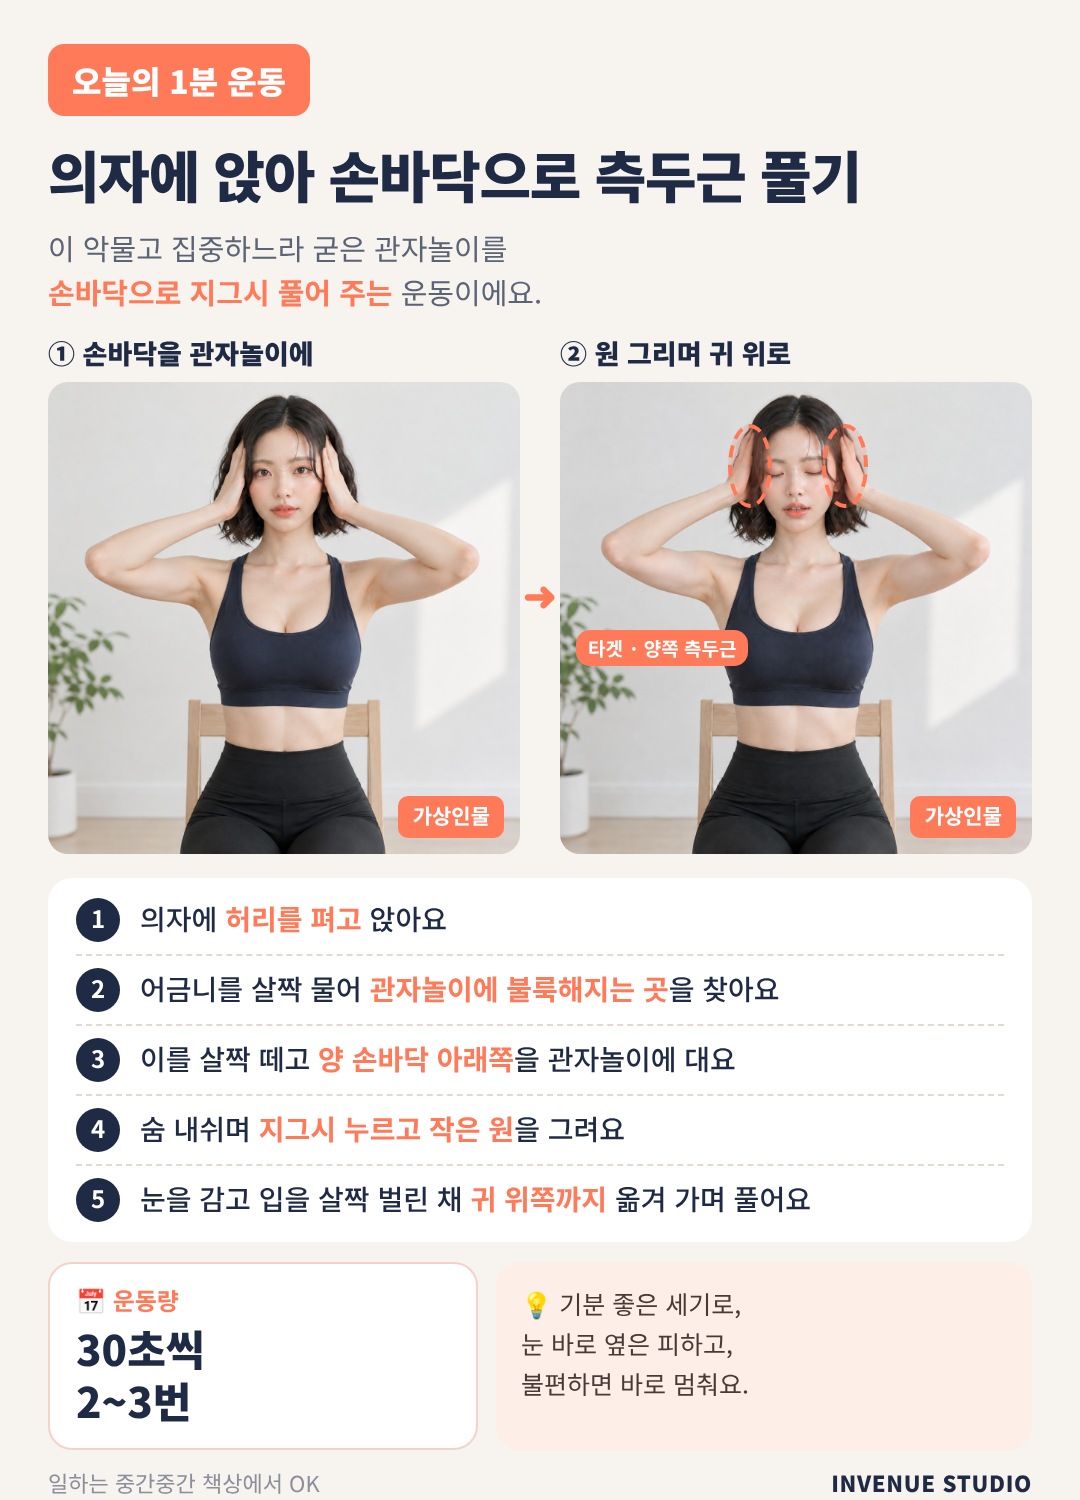 오늘의 1분 운동
의자에 앉아 손바닥으로 측두근 풀기
이 악물고 집중하느라 굳은 관자놀이를
손바닥으로 지그시 풀어 주는 운동이에요.
① 손바닥을 관자놀이에
② 원 그리며 귀 위로
타겟 · 양쪽 측두근
가상인물
가상인물
1 의자에 허리를 펴고 앉아요
2 어금니를 살짝 물어 관자놀이에 불룩해지는 곳을 찾아요
3 이를 살짝 떼고 양 손바닥 아래쪽을 관자놀이에 대요
4 숨 내쉬며 지그시 누르고 작은 원을 그려요
5 눈을 감고 입을 살짝 벌린 채 귀 위쪽까지 옮겨 가며 풀어요
📅 운동량
30초씩
2~3번
💡 기분 좋은 세기로,
눈 바로 옆은 피하고,
불편하면 바로 멈춰요.
일하는 중간중간 책상에서 OK
INVENUE STUDIO